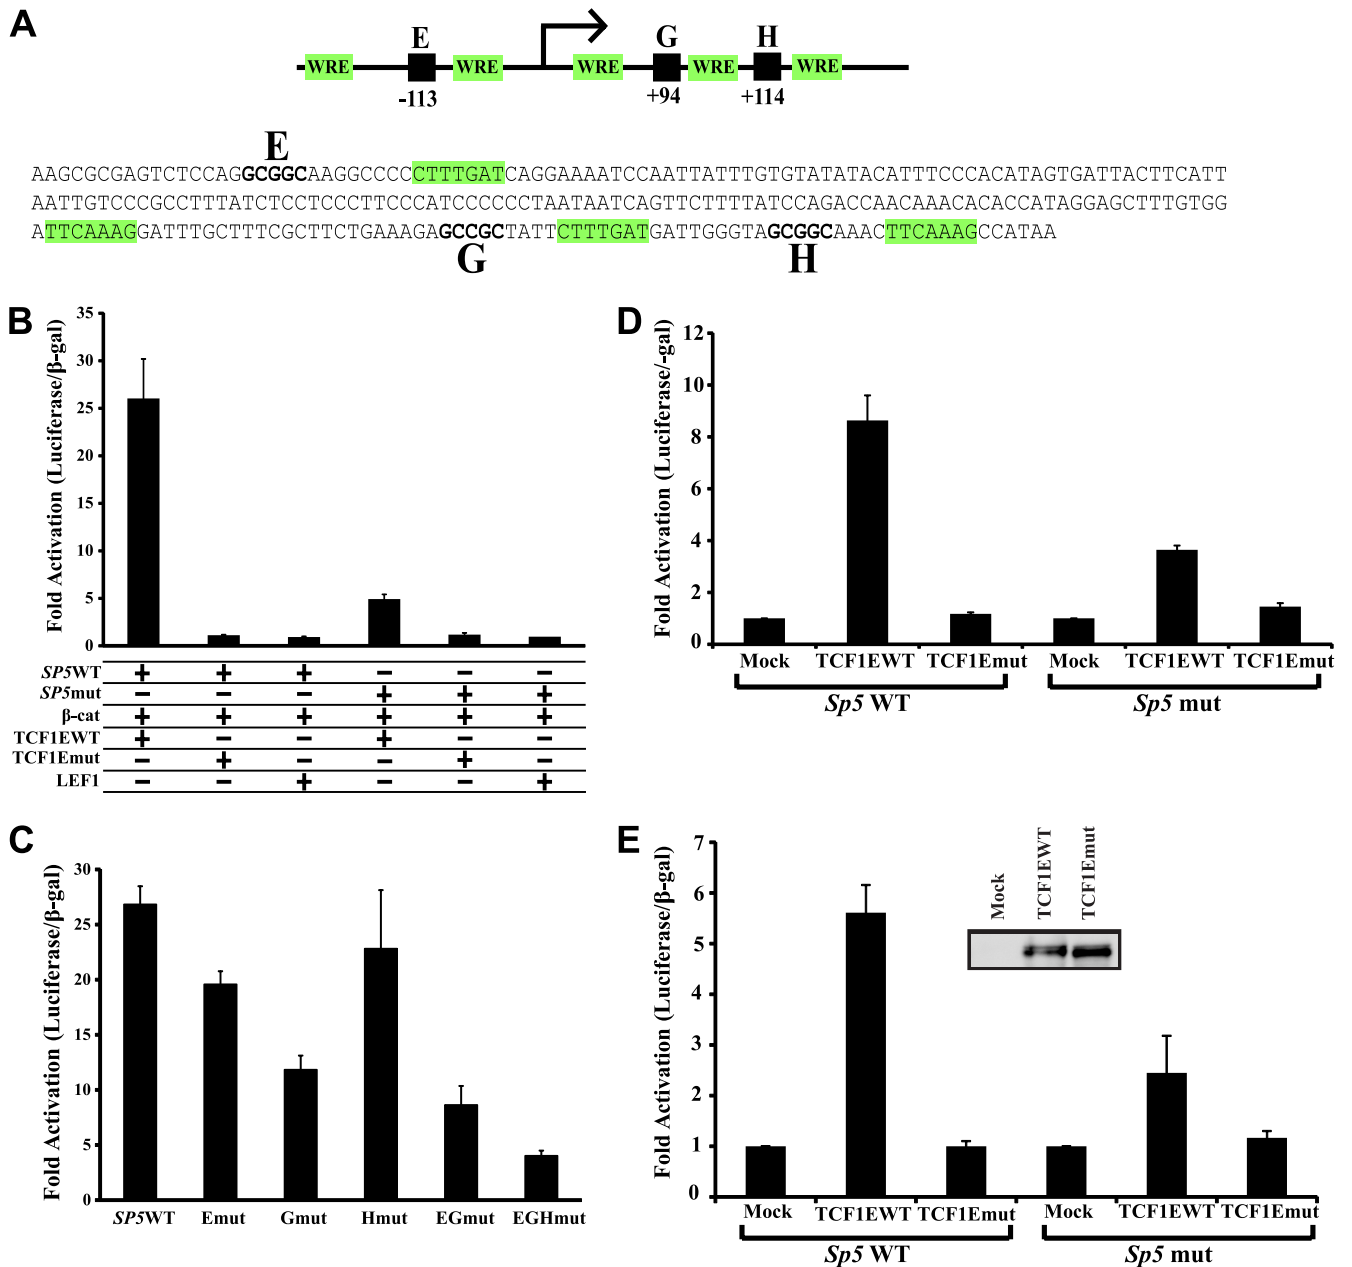 A
E G H
WRE WRE WRE WRE WRE
-113 +94 +114
E
AAGCGCGAGTCTCCAGGCGGCAAGGCCCCCTTTGATCAGGAAAATCCAATTATTTGTGTATATACATTTCCCACATAGTGATTACTTCATT
AATTGTCCCGCCTTTATCTCCTCCCTTCCCATCCCCCCTAATAATCAGTTCTTTTATCCAGACCAACAAACACACCATAGGAGCTTTGTGG
ATTCAAAGGATTTGCTTTCGCTTCTGAAAGAGCCGCTATTCTTTGATGATTGGGTAGCGGCAAACTTCAAAGCCATAA
G H
B
Fold Activation (Luciferase/β-gal)
35
30
25
20
15
10
5
0
SP5WT + + + − − −
SP5mut − − − + + +
β-cat + + + + + +
TCF1EWT + − − + − −
TCF1Emut − + − − + −
LEF1 − − + − − +
C
Fold Activation (Luciferase/β-gal)
30
25
20
15
10
5
0
SP5WT Emut Gmut Hmut EGmut EGHmut
D
Fold Activation (Luciferase/-gal)
12
10
8
6
4
2
0
Mock TCF1EWT TCF1Emut Mock TCF1EWT TCF1Emut
Sp5 WT Sp5 mut
E
Fold Activation (Luciferase/β-gal)
7
6
5
4
3
2
1
0
Mock
TCF1EWT
TCF1Emut
Mock TCF1EWT TCF1Emut Mock TCF1EWT TCF1Emut
Sp5 WT Sp5 mut